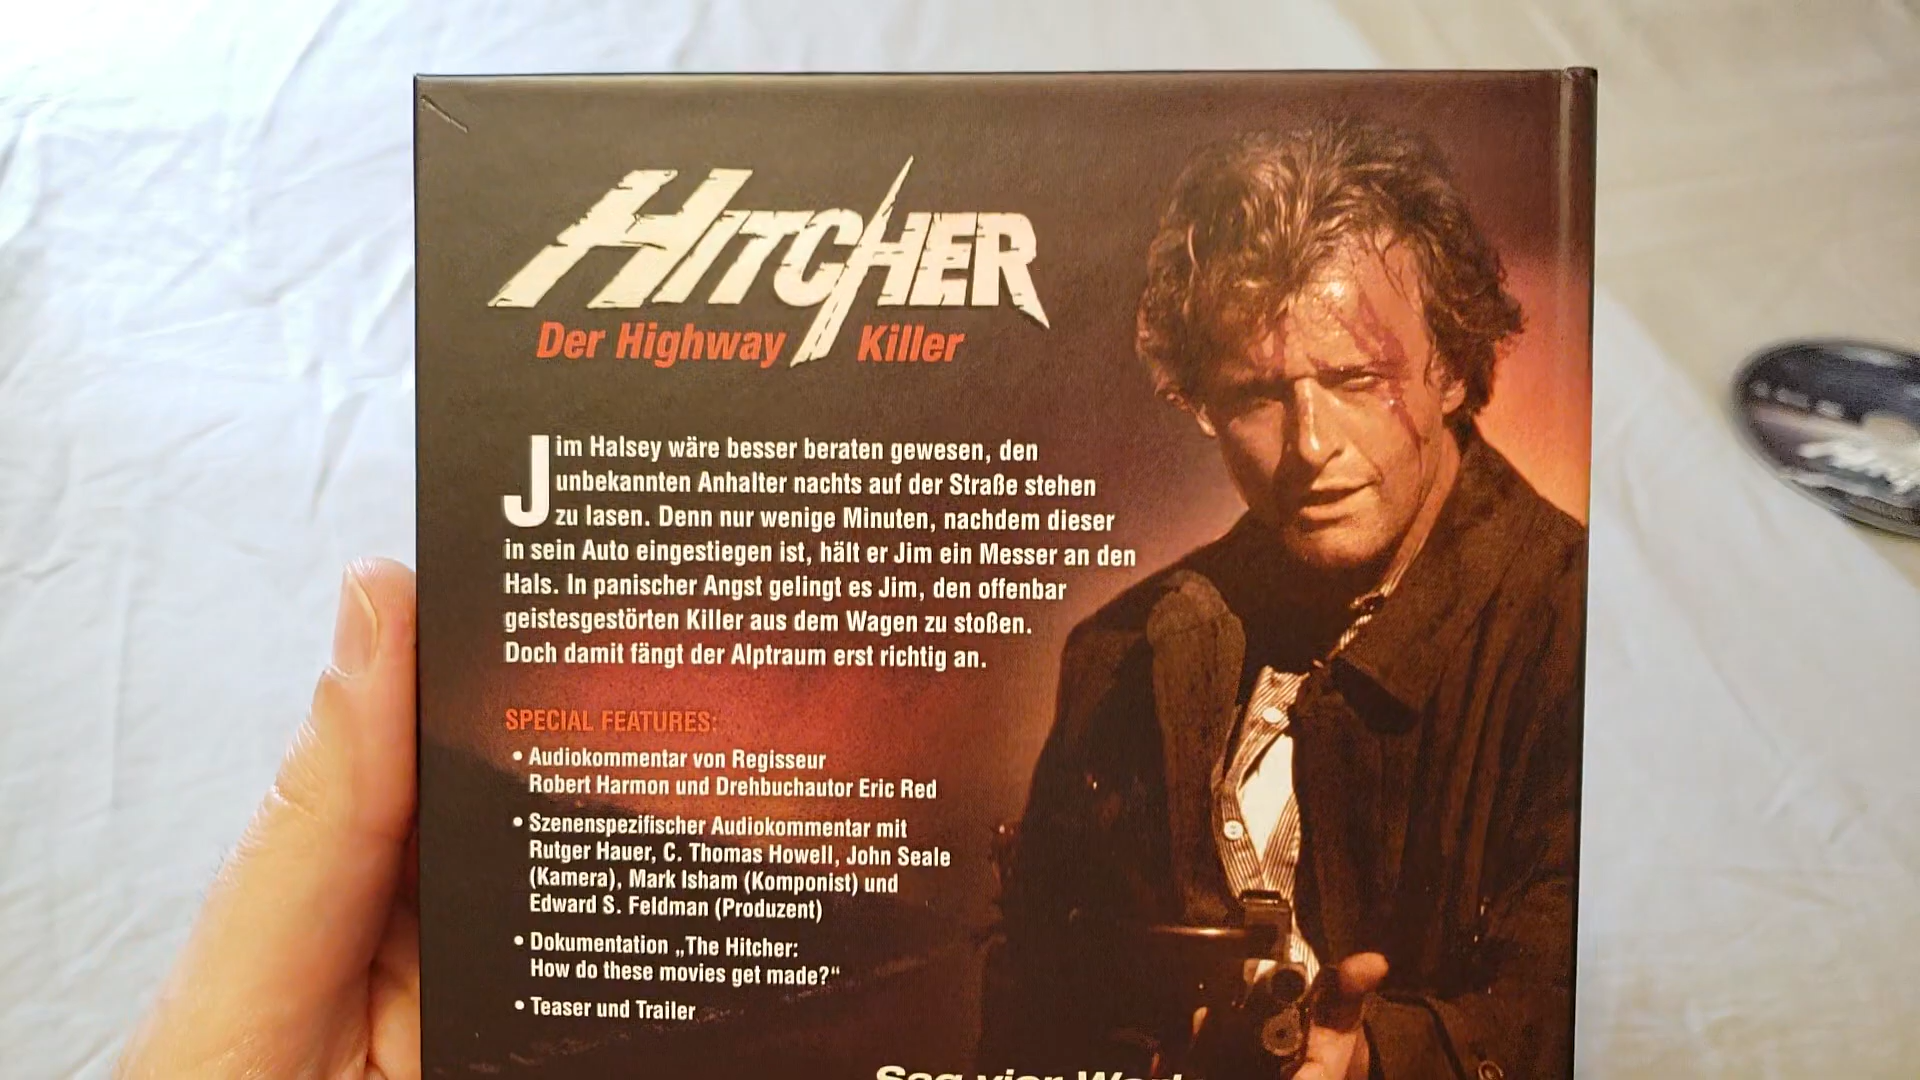 HITCHER
Der Highway Killer
Jim Halsey wäre besser beraten gewesen, den
unbekannten Anhalter nachts auf der Straße stehen
zu lasen. Denn nur wenige Minuten, nachdem dieser
in sein Auto eingestiegen ist, hält er Jim ein Messer an den
Hals. In panischer Angst gelingt es Jim, den offenbar
geistesgestörten Killer aus dem Wagen zu stoßen.
Doch damit fängt der Alptraum erst richtig an.
SPECIAL FEATURES:
• Audiokommentar von Regisseur
Robert Harmon und Drehbuchautor Eric Red
• Szenenspezifischer Audiokommentar mit
Rutger Hauer, C. Thomas Howell, John Seale
(Kamera), Mark Isham (Komponist) und
Edward S. Feldman (Produzent)
• Dokumentation „The Hitcher:
How do these movies get made?“
• Teaser und Trailer
Sag vier